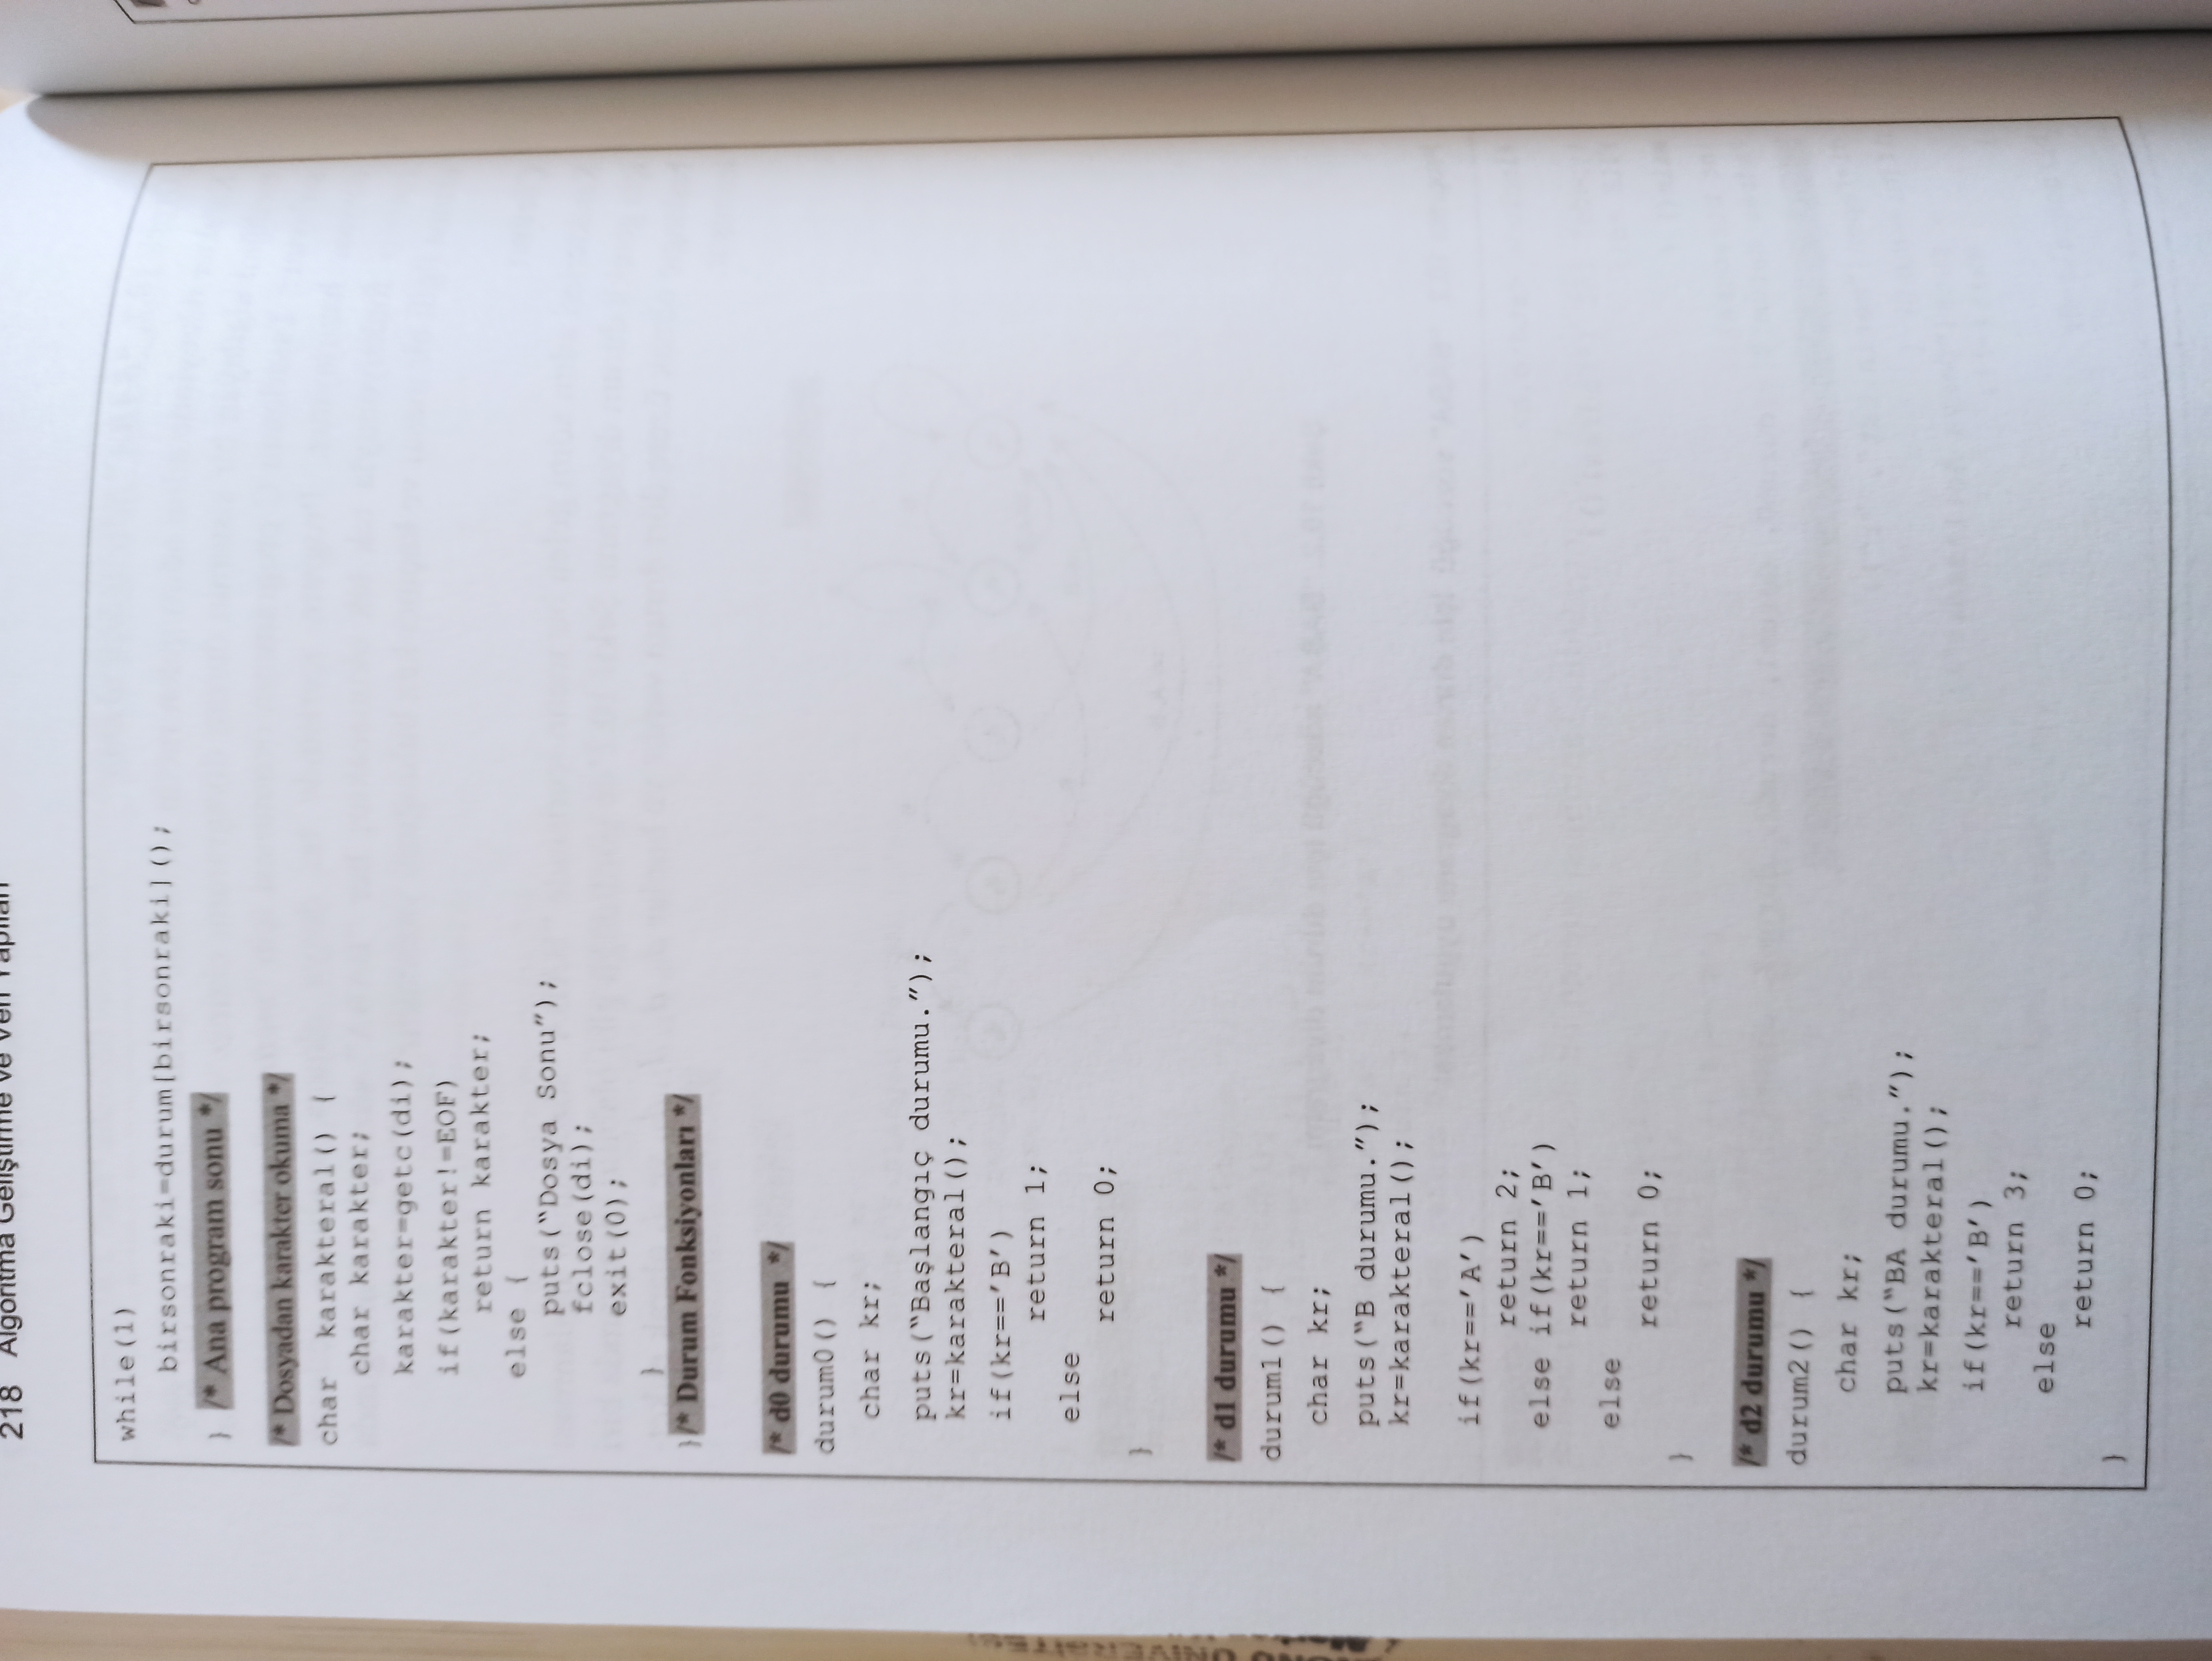 218 Algoritma Geliştirme ve Veri Yapıları
while(1)
birsonraki=durum[birsonraki]();
} /* Ana program sonu */
/* Dosyadan karakter okuma */
char karakteral() {
char karakter;
karakter=getc(di);
if(karakter!=EOF)
return karakter;
else {
puts("Dosya Sonu");
fclose(di);
exit(0);
}
}/* Durum Fonksiyonları */
/* d0 durumu */
durum0() {
char kr;
puts("Başlangıç durumu.");
kr=karakteral();
if(kr=='B')
return 1;
else
return 0;
}
/* d1 durumu */
durum1() {
char kr;
puts("B durumu.");
kr=karakteral();
if(kr=='A')
return 2;
else if(kr=='B')
return 1;
else
return 0;
}
/* d2 durumu */
durum2() {
char kr;
puts("BA durumu.");
kr=karakteral();
if(kr=='B')
return 3;
else
return 0;
}